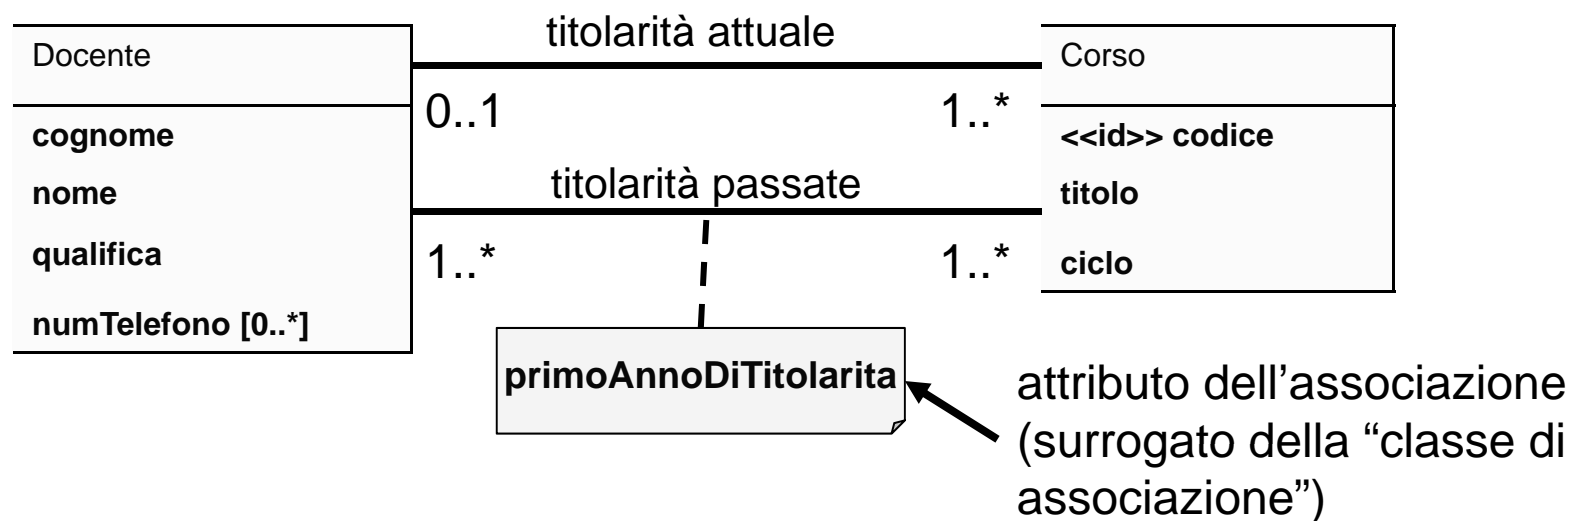 titolarità attuale
Docente
Corso
0..1
1..*
cognome
<<id>> codice
nome
titolarità passate
titolo
qualifica
1..*
1..*
ciclo
numTelefono [0..*]
primoAnnoDiTitolarita
attributo dell’associazione
(surrogato della “classe di
associazione”)